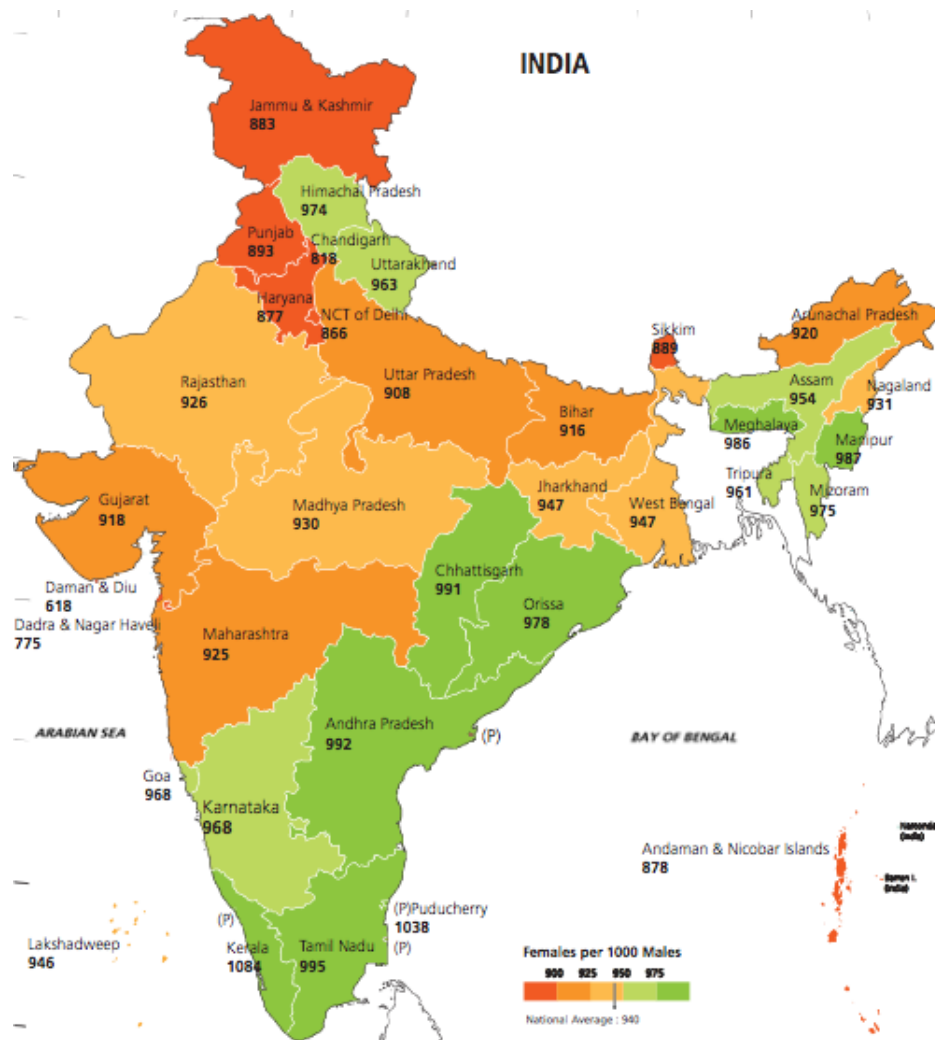 INDIA
Jammu & Kashmir
883
Himachal Pradesh
974
Punjab
893
Chandigarh
818
Uttarakhand
963
Haryana
877
NCT of Delhi
866
Sikkim
889
Arunachal Pradesh
920
Rajasthan
926
Uttar Pradesh
908
Bihar
916
Assam
954
Nagaland
931
Meghalaya
986
Manipur
987
Tripura
961
Mizoram
975
Gujarat
918
Madhya Pradesh
930
Jharkhand
947
West Bengal
947
Daman & Diu
618
Dadra & Nagar Haveli
775
Chhattisgarh
991
Orissa
978
Maharashtra
925
Andhra Pradesh
992
(P)
ARABIAN SEA
BAY OF BENGAL
Goa
968
Karnataka
968
Andaman & Nicobar Islands
878
(India)
Barren I.
(India)
(P)
(P)Puducherry
1038
(P)
Lakshadweep
946
Kerala
1084
Tamil Nadu
995
Females per 1000 Males
900 925 950 975
National Average : 940